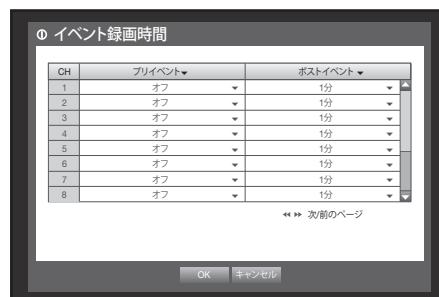 イベント録画時間
CH プリイベント ポストイベント
1 オフ 1分
2 オフ 1分
3 オフ 1分
4 オフ 1分
5 オフ 1分
6 オフ 1分
7 オフ 1分
8 オフ 1分
次/前のページ
OK キャンセル